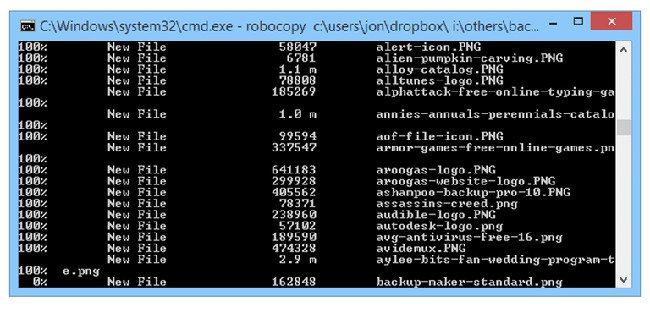 C:\Windows\system32\cmd.exe - robocopy c:\users\jon\dropbox\ i:\others\bac...
100% New File 58047 alert-icon.PNG
100% New File 6781 alien-pumpkin-carving.PNG
100% New File 1.1 m alloy-catalog.PNG
100% New File 78808 alltunes-logo.PNG
New File 185269 alphattack-free-online-typing-ga
100%
New File 1.0 m annies-annuals-perennials-catalo
100%
100% New File 99594 aof-file-icon.PNG
New File 337547 armor-games-free-online-games.pn
100%
100% New File 641183 aroogas-logo.PNG
100% New File 299928 aroogas-website-logo.PNG
100% New File 405562 ashampoo-backup-pro-10.PNG
100% New File 78371 assassins-creed.png
100% New File 238960 audible-logo.PNG
100% New File 57102 autodesk-logo.png
100% New File 189590 avg-antivirus-free-16.png
100% New File 474328 avidemux.PNG
New File 2.9 m aylee-bits-fan-wedding-program-t
100% e.png
0% New File 162848 backup-maker-standard.png